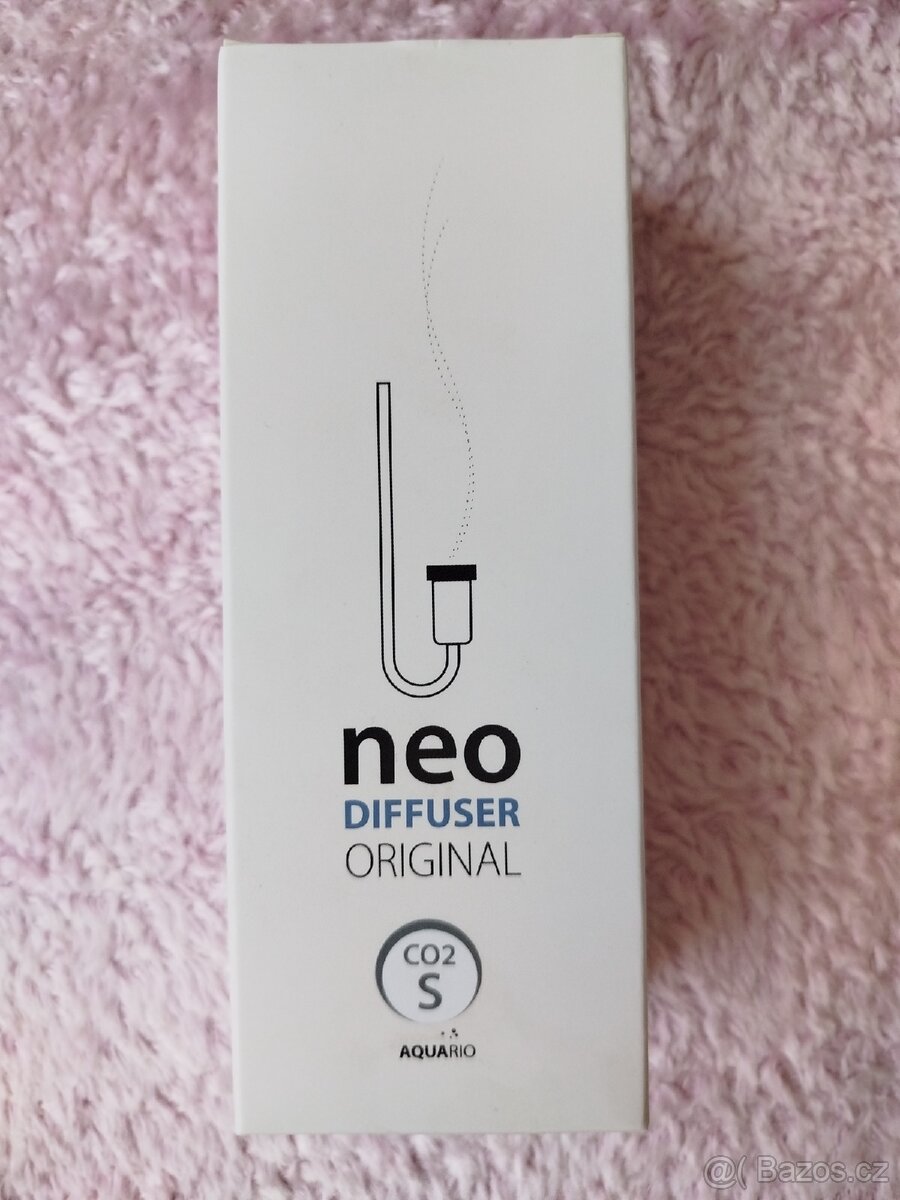 neo
DIFFUSER
ORIGINAL
CO2
S
AQUARIO
@( Bazos.cz